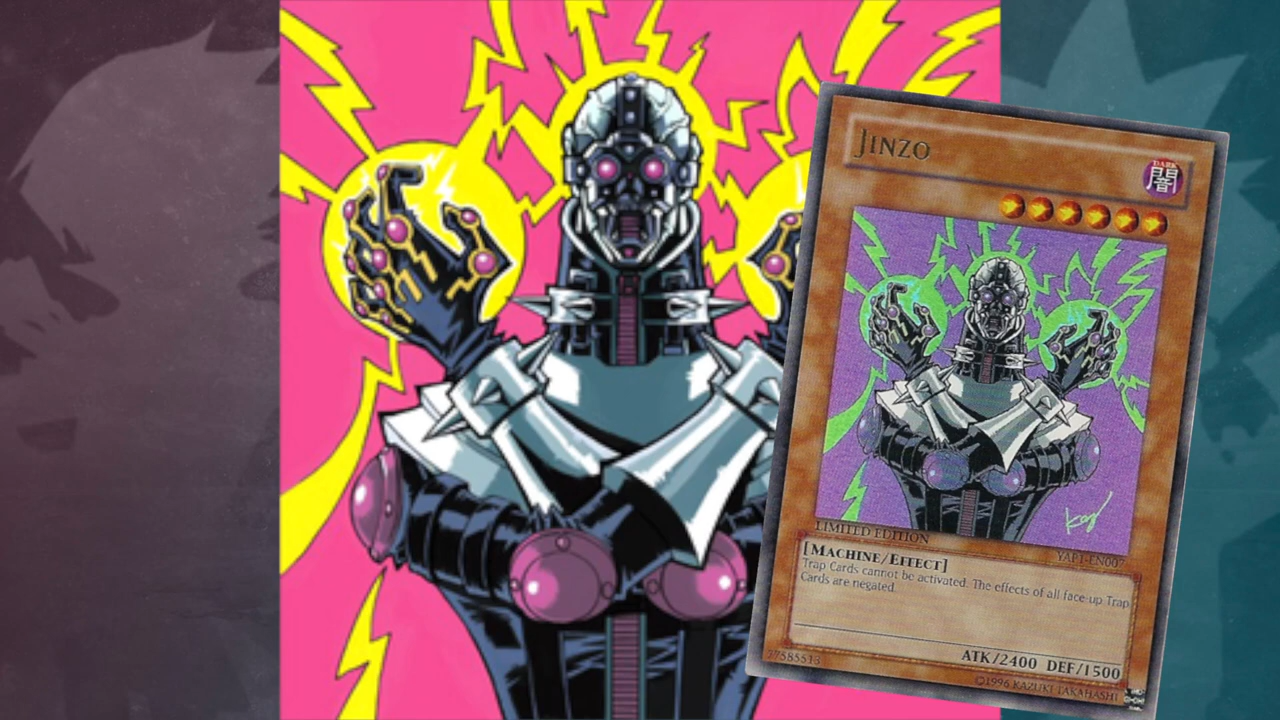 JINZO
DARK
闇
LIMITED EDITION
YAP1-EN007
[MACHINE/EFFECT]
Trap Cards cannot be activated. The effects of all face-up Trap
Cards are negated.
ATK/2400 DEF/1500
77585513
©1996 KAZUKI TAKAHASHI